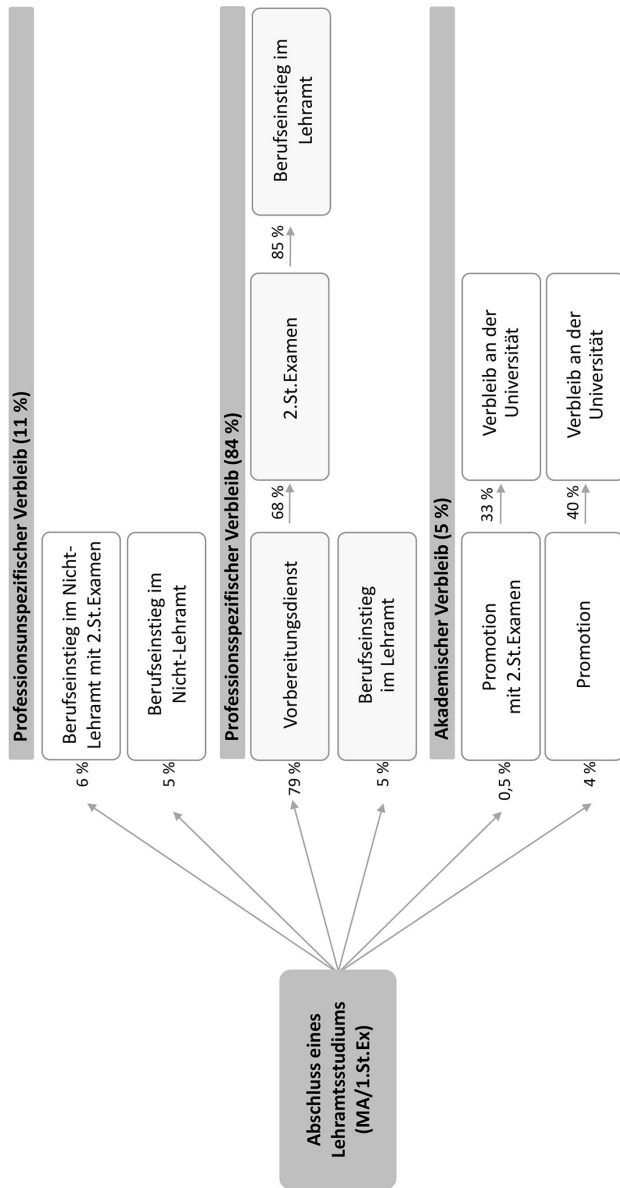 Abschluss eines
Lehramtsstudiums
(MA/1.St.Ex)
Professionsunspezifischer Verbleib (11 %)
6 %
Berufseinstieg im Nicht-
Lehramt mit 2.St.Examen
5 %
Berufseinstieg im
Nicht-Lehramt
Professionsspezifischer Verbleib (84 %)
79 %
Vorbereitungsdienst
68 %
2.St.Examen
85 %
Berufseinstieg im
Lehramt
5 %
Berufseinstieg
im Lehramt
Akademischer Verbleib (5 %)
0,5 %
Promotion
mit 2.St.Examen
33 %
Verbleib an der
Universität
4 %
Promotion
40 %
Verbleib an der
Universität